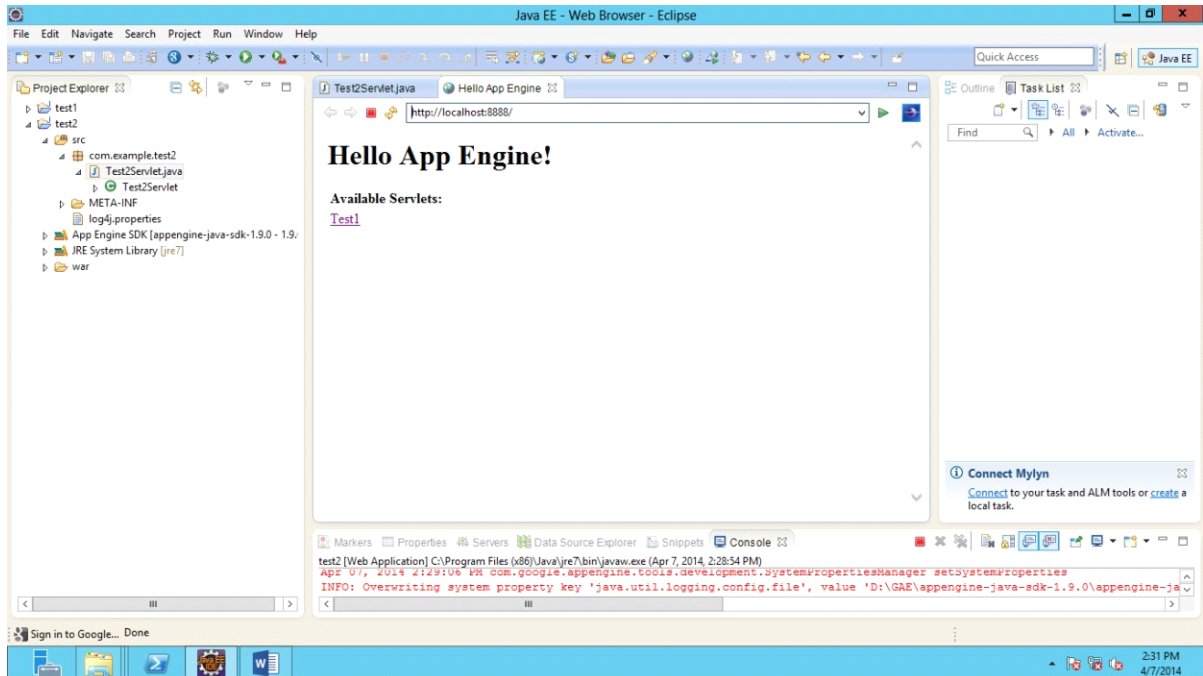 Java EE - Web Browser - Eclipse
File Edit Navigate Search Project Run Window Help
Quick Access
Java EE
Project Explorer
test1
test2
src
com.example.test2
Test2Servlet.java
Test2Servlet
META-INF
log4j.properties
App Engine SDK [appengine-java-sdk-1.9.0 - 1.9.
JRE System Library [jre7]
war
Test2Servlet.java
Hello App Engine
http://localhost:8888/
Hello App Engine!
Available Servlets:
Test1
Outline
Task List
Find
All
Activate...
Connect Mylyn
Connect to your task and ALM tools or create a
local task.
Markers Properties Servers Data Source Explorer Snippets Console
test2 [Web Application] C:\Program Files (x86)\Java\jre7\bin\javaw.exe (Apr 7, 2014, 2:28:54 PM)
Apr 07, 2014 2:29:06 PM com.google.appengine.tools.development.SystemPropertiesManager setSystemProperties
INFO: Overwriting system property key 'java.util.logging.config.file', value 'D:\GAE\appengine-java-sdk-1.9.0\appengine-ja
Sign in to Google...
Done
2:31 PM
4/7/2014